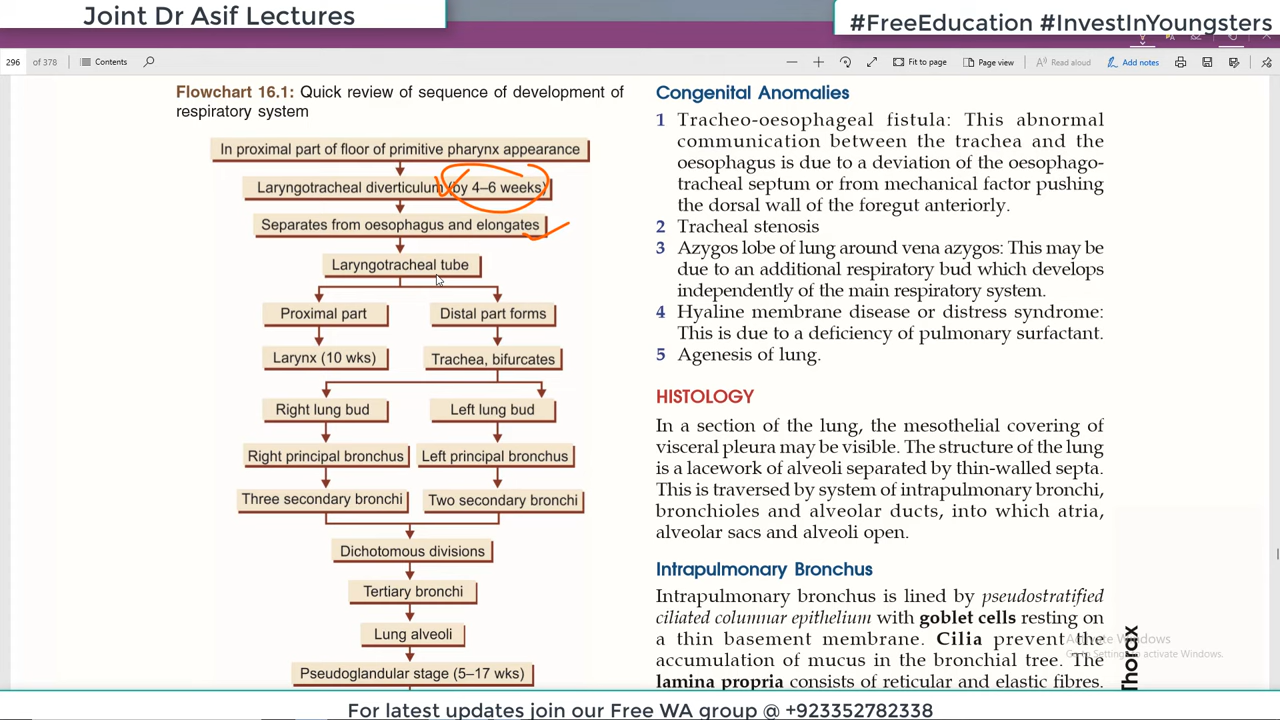 Joint Dr Asif Lectures
#FreeEducation #InvestInYoungsters
296 of 378
Contents
Fit to page
Page view
Read aloud
Add notes
Flowchart 16.1: Quick review of sequence of development of
respiratory system
In proximal part of floor of primitive pharynx appearance
Laryngotracheal diverticulum (by 4–6 weeks)
Separates from oesophagus and elongates
Laryngotracheal tube
Proximal part
Distal part forms
Larynx (10 wks)
Trachea, bifurcates
Right lung bud
Left lung bud
Right principal bronchus
Left principal bronchus
Three secondary bronchi
Two secondary bronchi
Dichotomous divisions
Tertiary bronchi
Lung alveoli
Pseudoglandular stage (5–17 wks)
Congenital Anomalies
1 Tracheo-oesophageal fistula: This abnormal
communication between the trachea and the
oesophagus is due to a deviation of the oesophago-
tracheal septum or from mechanical factor pushing
the dorsal wall of the foregut anteriorly.
2 Tracheal stenosis
3 Azygos lobe of lung around vena azygos: This may be
due to an additional respiratory bud which develops
independently of the main respiratory system.
4 Hyaline membrane disease or distress syndrome:
This is due to a deficiency of pulmonary surfactant.
5 Agenesis of lung.
HISTOLOGY
In a section of the lung, the mesothelial covering of
visceral pleura may be visible. The structure of the lung
is a lacework of alveoli separated by thin-walled septa.
This is traversed by system of intrapulmonary bronchi,
bronchioles and alveolar ducts, into which atria,
alveolar sacs and alveoli open.
Intrapulmonary Bronchus
Intrapulmonary bronchus is lined by pseudostratified
ciliated columnar epithelium with goblet cells resting on
a thin basement membrane. Cilia prevent the
accumulation of mucus in the bronchial tree. The
lamina propria consists of reticular and elastic fibres.
Thorax
Activate Windows
Go to Settings to activate Windows.
For latest updates join our Free WA group @ +923352782338